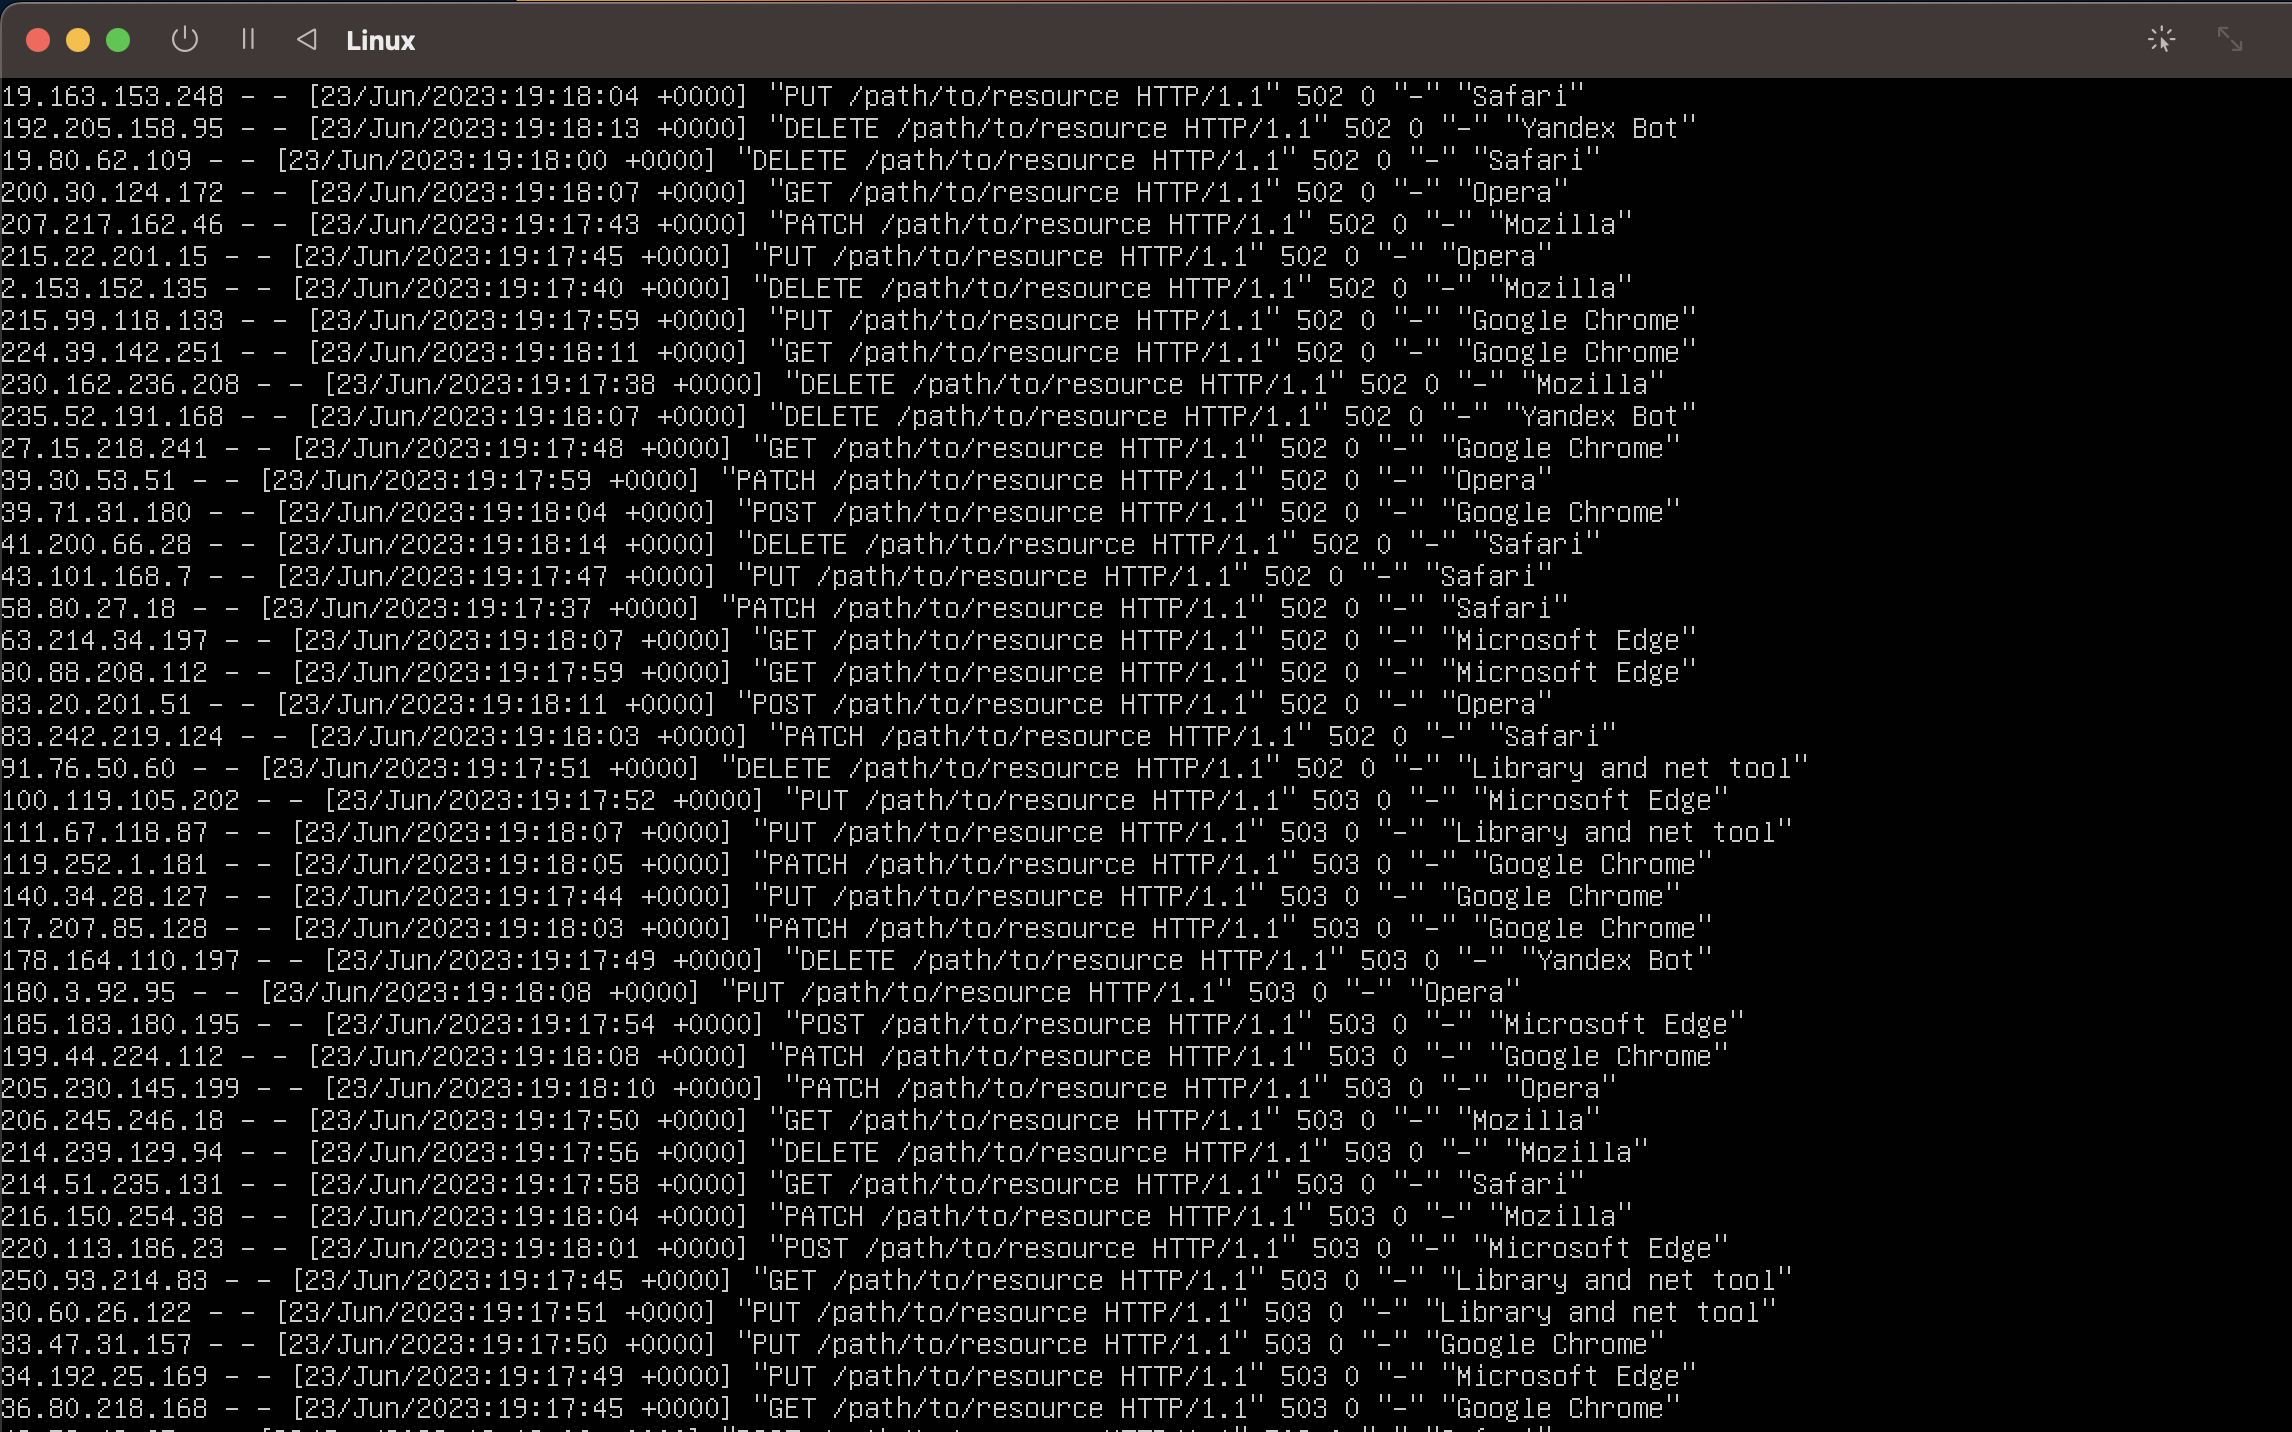 Linux
19.163.153.248 - - [23/Jun/2023:19:18:04 +0000] "PUT /path/to/resource HTTP/1.1" 502 0 "-" "Safari"
192.205.158.95 - - [23/Jun/2023:19:18:13 +0000] "DELETE /path/to/resource HTTP/1.1" 502 0 "-" "Yandex Bot"
19.80.62.109 - - [23/Jun/2023:19:18:00 +0000] "DELETE /path/to/resource HTTP/1.1" 502 0 "-" "Safari"
200.30.124.172 - - [23/Jun/2023:19:18:07 +0000] "GET /path/to/resource HTTP/1.1" 502 0 "-" "Opera"
207.217.162.46 - - [23/Jun/2023:19:17:43 +0000] "PATCH /path/to/resource HTTP/1.1" 502 0 "-" "Mozilla"
215.22.201.15 - - [23/Jun/2023:19:17:45 +0000] "PUT /path/to/resource HTTP/1.1" 502 0 "-" "Opera"
2.153.152.135 - - [23/Jun/2023:19:17:40 +0000] "DELETE /path/to/resource HTTP/1.1" 502 0 "-" "Mozilla"
215.99.118.133 - - [23/Jun/2023:19:17:59 +0000] "PUT /path/to/resource HTTP/1.1" 502 0 "-" "Google Chrome"
224.39.142.251 - - [23/Jun/2023:19:18:11 +0000] "GET /path/to/resource HTTP/1.1" 502 0 "-" "Google Chrome"
230.162.236.208 - - [23/Jun/2023:19:17:38 +0000] "DELETE /path/to/resource HTTP/1.1" 502 0 "-" "Mozilla"
235.52.191.168 - - [23/Jun/2023:19:18:07 +0000] "DELETE /path/to/resource HTTP/1.1" 502 0 "-" "Yandex Bot"
27.15.218.241 - - [23/Jun/2023:19:17:48 +0000] "GET /path/to/resource HTTP/1.1" 502 0 "-" "Google Chrome"
39.30.53.51 - - [23/Jun/2023:19:17:59 +0000] "PATCH /path/to/resource HTTP/1.1" 502 0 "-" "Opera"
39.71.31.180 - - [23/Jun/2023:19:18:04 +0000] "POST /path/to/resource HTTP/1.1" 502 0 "-" "Google Chrome"
41.200.66.28 - - [23/Jun/2023:19:18:14 +0000] "DELETE /path/to/resource HTTP/1.1" 502 0 "-" "Safari"
43.101.168.7 - - [23/Jun/2023:19:17:47 +0000] "PUT /path/to/resource HTTP/1.1" 502 0 "-" "Safari"
58.80.27.18 - - [23/Jun/2023:19:17:37 +0000] "PATCH /path/to/resource HTTP/1.1" 502 0 "-" "Safari"
63.214.34.197 - - [23/Jun/2023:19:18:07 +0000] "GET /path/to/resource HTTP/1.1" 502 0 "-" "Microsoft Edge"
80.88.208.112 - - [23/Jun/2023:19:17:59 +0000] "GET /path/to/resource HTTP/1.1" 502 0 "-" "Microsoft Edge"
83.20.201.51 - - [23/Jun/2023:19:18:11 +0000] "POST /path/to/resource HTTP/1.1" 502 0 "-" "Opera"
83.242.219.124 - - [23/Jun/2023:19:18:03 +0000] "PATCH /path/to/resource HTTP/1.1" 502 0 "-" "Safari"
91.76.50.60 - - [23/Jun/2023:19:17:51 +0000] "DELETE /path/to/resource HTTP/1.1" 502 0 "-" "Library and net tool"
100.119.105.202 - - [23/Jun/2023:19:17:52 +0000] "PUT /path/to/resource HTTP/1.1" 503 0 "-" "Microsoft Edge"
111.67.118.87 - - [23/Jun/2023:19:18:07 +0000] "PUT /path/to/resource HTTP/1.1" 503 0 "-" "Library and net tool"
119.252.1.181 - - [23/Jun/2023:19:18:05 +0000] "PATCH /path/to/resource HTTP/1.1" 503 0 "-" "Google Chrome"
140.34.28.127 - - [23/Jun/2023:19:17:44 +0000] "PUT /path/to/resource HTTP/1.1" 503 0 "-" "Google Chrome"
17.207.85.128 - - [23/Jun/2023:19:18:03 +0000] "PATCH /path/to/resource HTTP/1.1" 503 0 "-" "Google Chrome"
178.164.110.197 - - [23/Jun/2023:19:17:49 +0000] "DELETE /path/to/resource HTTP/1.1" 503 0 "-" "Yandex Bot"
180.3.92.95 - - [23/Jun/2023:19:18:08 +0000] "PUT /path/to/resource HTTP/1.1" 503 0 "-" "Opera"
185.183.180.195 - - [23/Jun/2023:19:17:54 +0000] "POST /path/to/resource HTTP/1.1" 503 0 "-" "Microsoft Edge"
199.44.224.112 - - [23/Jun/2023:19:18:08 +0000] "PATCH /path/to/resource HTTP/1.1" 503 0 "-" "Google Chrome"
205.230.145.199 - - [23/Jun/2023:19:18:10 +0000] "PATCH /path/to/resource HTTP/1.1" 503 0 "-" "Opera"
206.245.246.18 - - [23/Jun/2023:19:17:50 +0000] "GET /path/to/resource HTTP/1.1" 503 0 "-" "Mozilla"
214.239.129.94 - - [23/Jun/2023:19:17:56 +0000] "DELETE /path/to/resource HTTP/1.1" 503 0 "-" "Mozilla"
214.51.235.131 - - [23/Jun/2023:19:17:58 +0000] "GET /path/to/resource HTTP/1.1" 503 0 "-" "Safari"
216.150.254.38 - - [23/Jun/2023:19:18:04 +0000] "PATCH /path/to/resource HTTP/1.1" 503 0 "-" "Mozilla"
220.113.186.23 - - [23/Jun/2023:19:18:01 +0000] "POST /path/to/resource HTTP/1.1" 503 0 "-" "Microsoft Edge"
250.93.214.83 - - [23/Jun/2023:19:17:45 +0000] "GET /path/to/resource HTTP/1.1" 503 0 "-" "Library and net tool"
30.60.26.122 - - [23/Jun/2023:19:17:51 +0000] "PUT /path/to/resource HTTP/1.1" 503 0 "-" "Library and net tool"
33.47.31.157 - - [23/Jun/2023:19:17:50 +0000] "PUT /path/to/resource HTTP/1.1" 503 0 "-" "Google Chrome"
34.192.25.169 - - [23/Jun/2023:19:17:49 +0000] "PUT /path/to/resource HTTP/1.1" 503 0 "-" "Microsoft Edge"
36.80.218.168 - - [23/Jun/2023:19:17:45 +0000] "GET /path/to/resource HTTP/1.1" 503 0 "-" "Google Chrome"